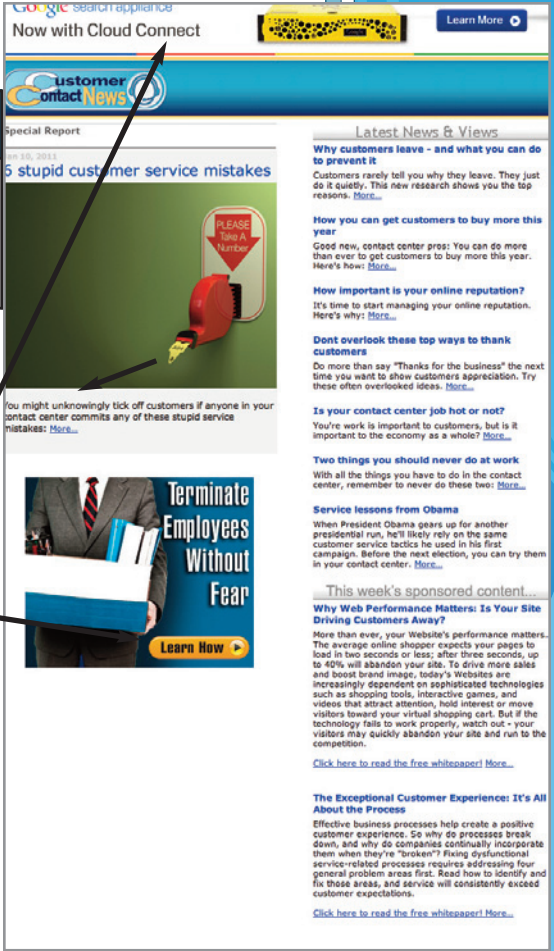 Google search appliance
Now with Cloud Connect
Learn More
Customer
Contact News
Special Report
Jan 10, 2011
6 stupid customer service mistakes
PLEASE
Take A
Number
You might unknowingly tick off customers if anyone in your
contact center commits any of these stupid service
mistakes: More...
Terminate
Employees
Without
Fear
Learn How
Latest News & Views
Why customers leave - and what you can do
to prevent it
Customers rarely tell you why they leave. They just
do it quietly. This new research shows you the top
reasons. More...
How you can get customers to buy more this
year
Good new, contact center pros: You can do more
than ever to get customers to buy more this year.
Here's how: More...
How important is your online reputation?
It's time to start managing your online reputation.
Here's why: More...
Dont overlook these top ways to thank
customers
Do more than say "Thanks for the business" the next
time you want to show customers appreciation. Try
these often overlooked ideas. More...
Is your contact center job hot or not?
You're work is important to customers, but is it
important to the economy as a whole? More...
Two things you should never do at work
With all the things you have to do in the contact
center, remember to never do these two: More...
Service lessons from Obama
When President Obama gears up for another
presidential run, he'll likely rely on the same
customer service tactics he used in his first
campaign. Before the next election, you can try them
in your contact center. More...
This week's sponsored content...
Why Web Performance Matters: Is Your Site
Driving Customers Away?
More than ever, your Website's performance matters.
The average online shopper expects your pages to
load in two seconds or less; after three seconds, up
to 40% will abandon your site. To drive more sales
and boost brand image, today's Websites are
increasingly dependent on sophisticated technologies
such as shopping tools, interactive games, and
videos that attract attention, hold interest or move
visitors toward your virtual shopping cart. But if the
technology fails to work properly, watch out - your
visitors may quickly abandon your site and run to the
competition.
Click here to read the free whitepaper! More...
The Exceptional Customer Experience: It's All
About the Process
Effective business processes help create a positive
customer experience. So why do processes break
down, and why do companies continually incorporate
them when they're "broken"? Fixing dysfunctional
service-related processes requires addressing four
general problem areas first. Read how to identify and
fix those areas, and service will consistently exceed
customer expectations.
Click here to read the free whitepaper! More...